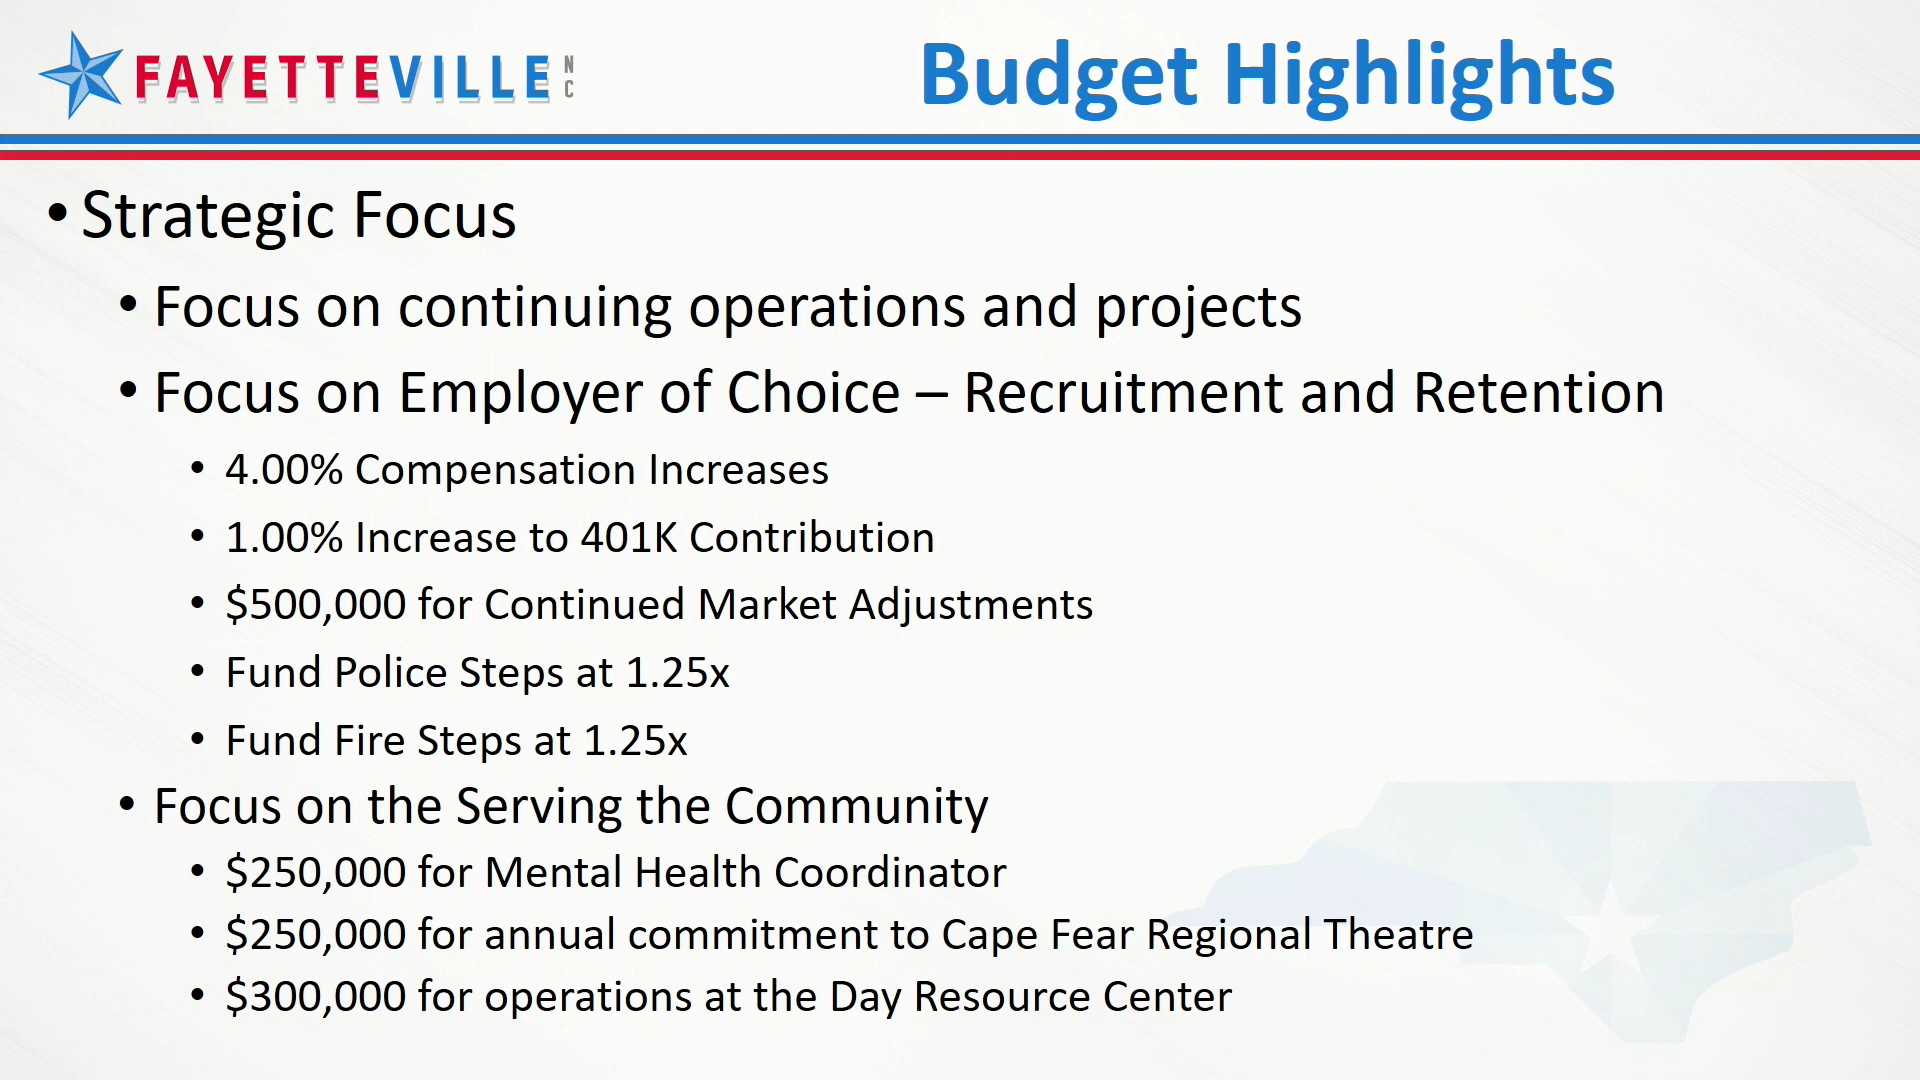 FAYETTEVILLE NC
Budget Highlights
• Strategic Focus
• Focus on continuing operations and projects
• Focus on Employer of Choice – Recruitment and Retention
• 4.00% Compensation Increases
• 1.00% Increase to 401K Contribution
• $500,000 for Continued Market Adjustments
• Fund Police Steps at 1.25x
• Fund Fire Steps at 1.25x
• Focus on the Serving the Community
• $250,000 for Mental Health Coordinator
• $250,000 for annual commitment to Cape Fear Regional Theatre
• $300,000 for operations at the Day Resource Center